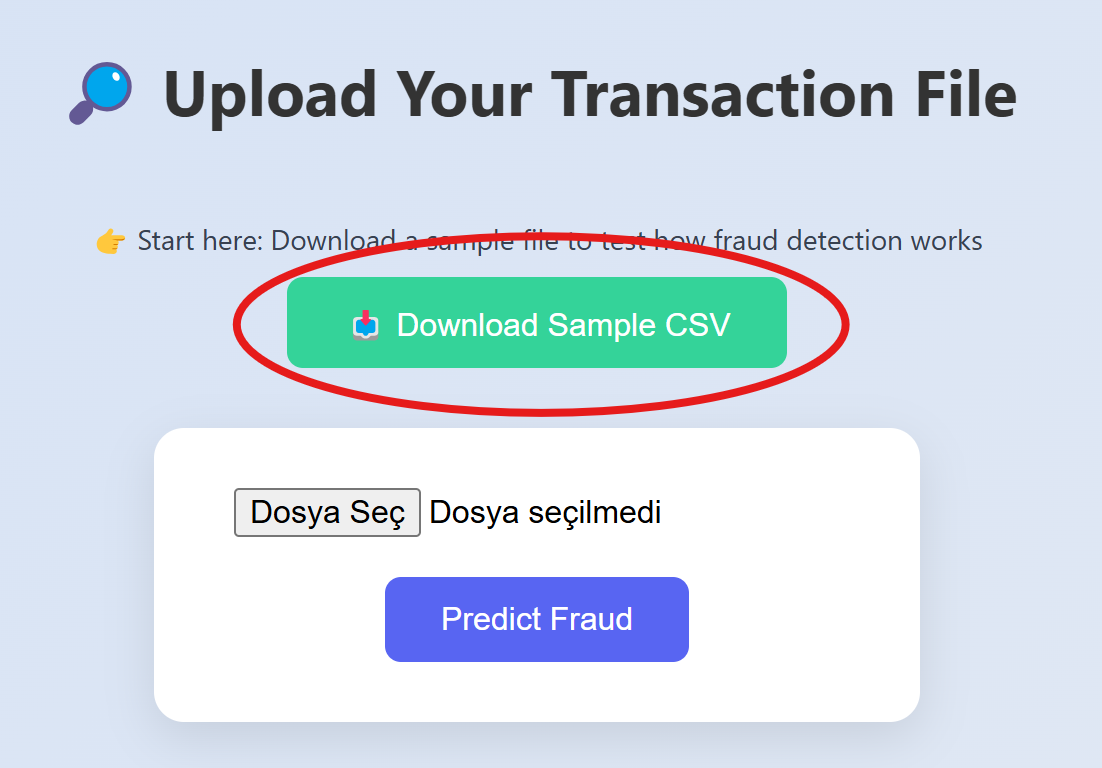 Upload Your Transaction File
Start here: Download a sample file to test how fraud detection works
Download Sample CSV
Dosya Seç Dosya seçilmedi
Predict Fraud